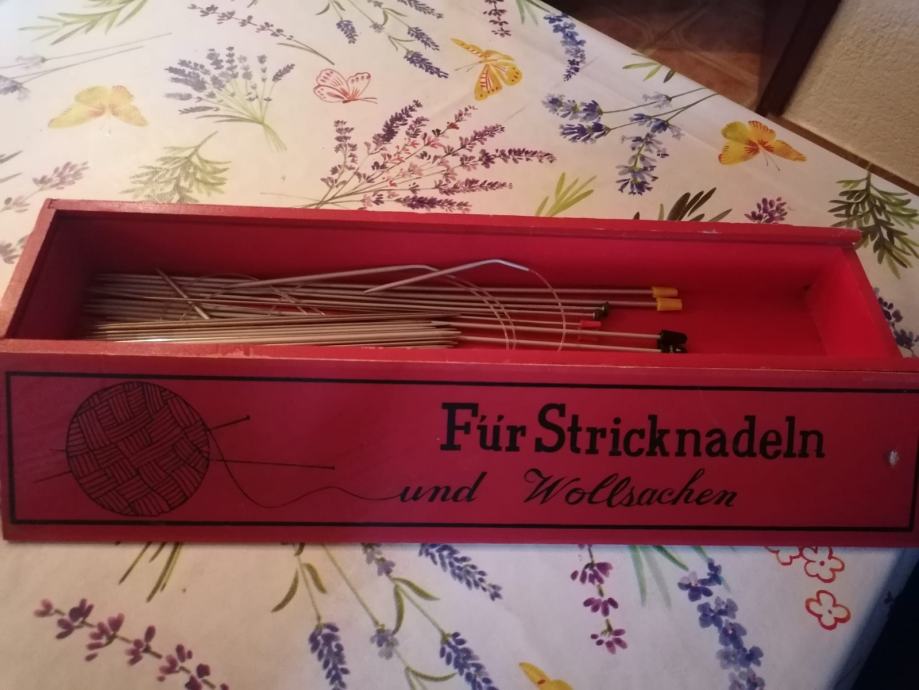 Für Stricknadeln
und Wollsachen